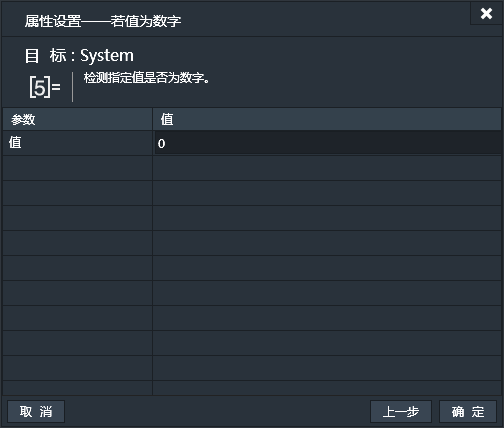 属性设置——若值为数字
目 标 : System
[5]=
检测指定值是否为数字。
参数 值
值 0
取 消 上一步 确 定